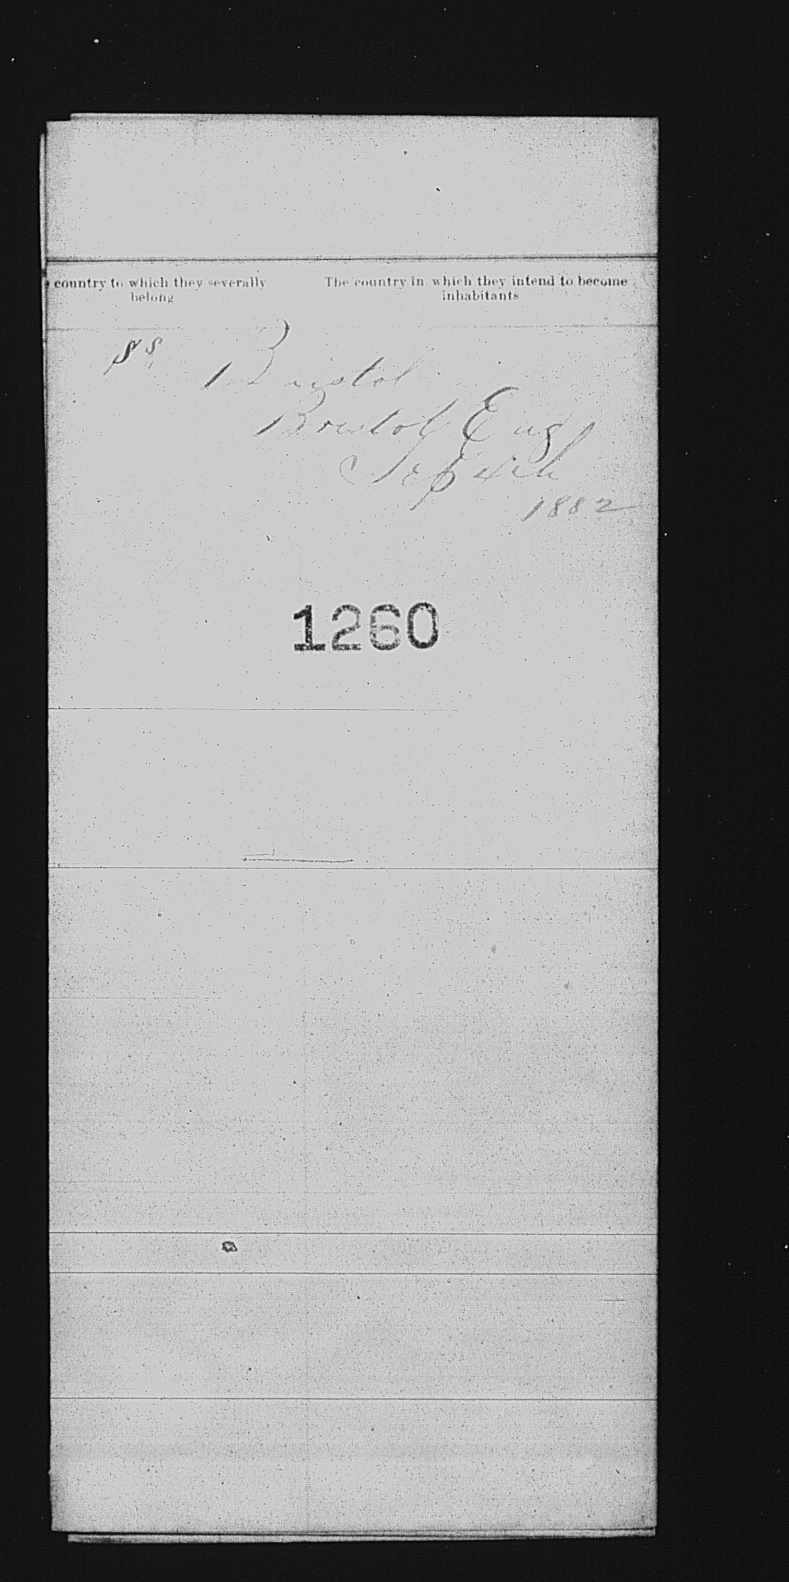 country to which they severally belong
The country in which they intend to become inhabitants
SS
Bristol
Bristol Eng
Sep 4th
1882
1260